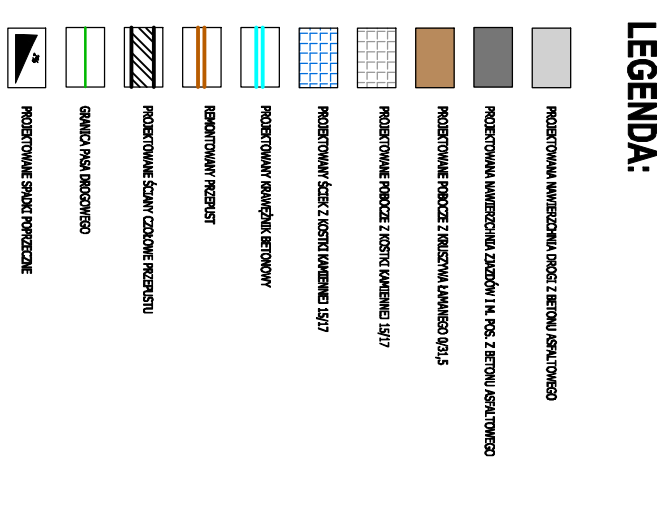 LEGENDA:
PROJEKTOWANA NAWIERZCHNIA DROGI Z BETONU ASFALTOWEGO
PROJEKTOWANA NAWIERZCHNIA ZJAZDÓW I M. POS. Z BETONU ASFALTOWEGO
PROJEKTOWANE POBOCZE Z KRUSZYWA ŁAMANEGO 0/31,5
PROJEKTOWANE POBOCZE Z KOSTKI KAMIENNEJ 15/17
PROJEKTOWANY ŚCIEK Z KOSTKI KAMIENNEJ 15/17
PROJEKTOWANY KRAWĘŻNIK BETONOWY
REMONTOWANY PRZEPUST
PROJEKTOWANE ŚCIANY CZOŁOWE PRZEPUSTU
GRANICA PASA DROGOWEGO
PROJEKTOWANE SPADKI POPRZECZNE